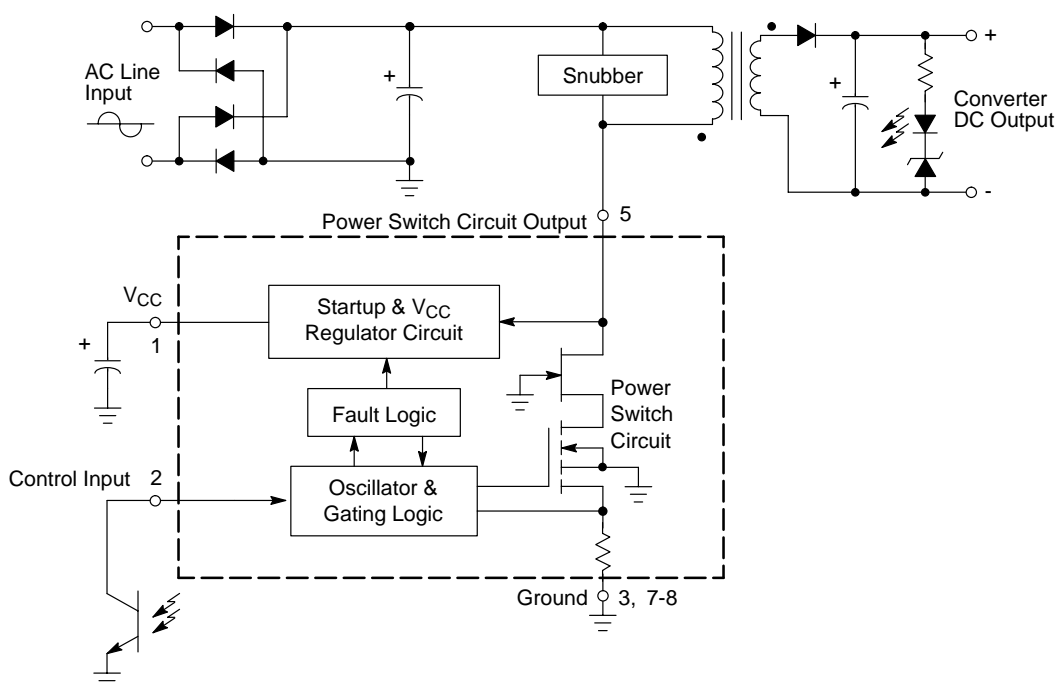 AC Line
Input
+
Snubber
+
+
Converter
DC Output
-
Power Switch Circuit Output
5
VCC
1
+
Startup & VCC
Regulator Circuit
Fault Logic
Power
Switch
Circuit
Control Input
2
Oscillator &
Gating Logic
Ground
3, 7-8